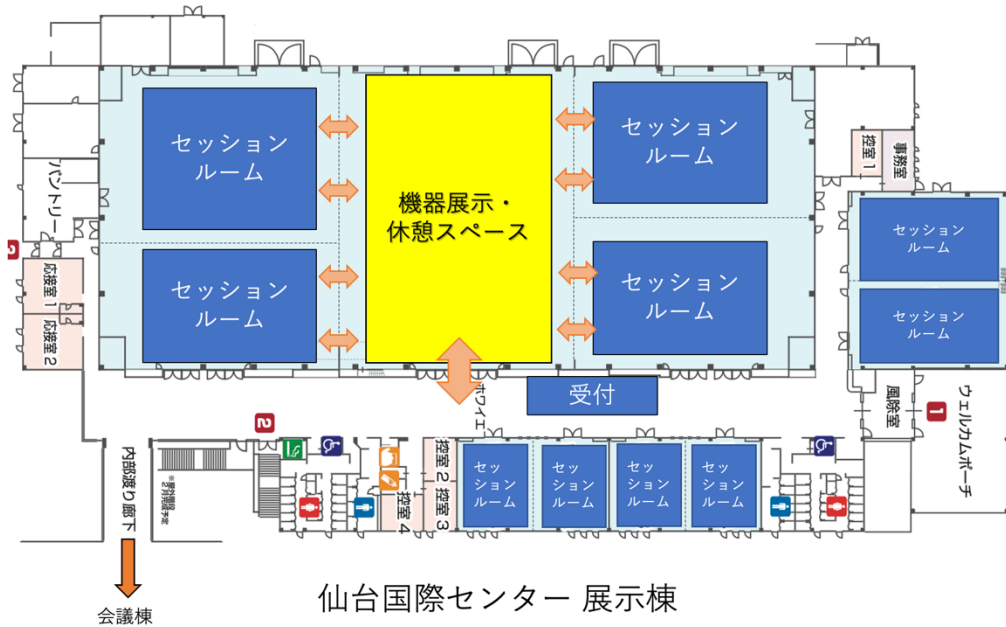 セッション
ルーム
機器展示・
休憩スペース
セッション
ルーム
控室1
事務室
パントリー
セッション
ルーム
2
応接室1
応接室2
セッション
ルーム
セッション
ルーム
セッション
ルーム
受付
ホワイエ
風除室
1
ウェルカムポーチ
2
内部渡り廊下
控室2
控室3
控室4
セッ
ション
ルーム
セッ
ション
ルーム
セッ
ション
ルーム
セッ
ション
ルーム
会議棟
仙台国際センター 展示棟